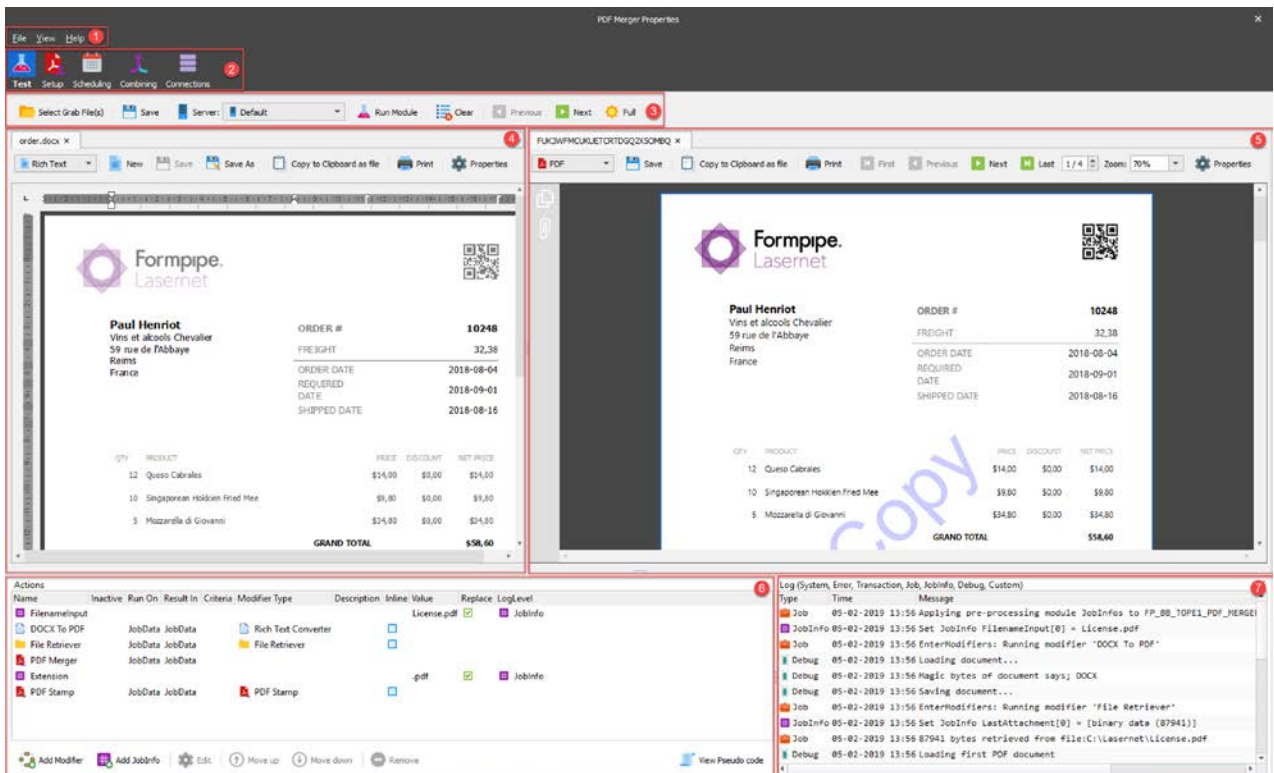 PDF Merger Properties
File View Help 1
Test Setup Scheduling Combining Connections 2
Select Grab File(s) Save Server: Default Run Module Clear Previous Next Full 3
order.docx × 4
Rich Text New Save Save As Copy to Clipboard as file Print Properties
Formpipe.
Lasernet
Paul Henriot
Vins et alcools Chevalier
59 rue de l'Abbaye
Reims
France
ORDER # 10248
FREIGHT 32,38
ORDER DATE 2018-08-04
REQUIRED
DATE 2018-09-01
SHIPPED DATE 2018-08-16
QTY PRODUCT PRICE DISCOUNT NET PRICE
12 Queso Cabrales $14,00 $0,00 $14,00
10 Singaporean Hokkien Fried Mee $9,80 $0,00 $9,80
5 Mozzarella di Giovanni $34,80 $0,00 $34,80
GRAND TOTAL $58,60
5
PDF Save Copy to Clipboard as file Print First Previous Next Last 1 / 4 Zoom: 70% Properties
Formpipe.
Lasernet
Paul Henriot
Vins et alcools Chevalier
59 rue de l'Abbaye
Reims
France
ORDER # 10248
FREIGHT 32,38
ORDER DATE 2018-08-04
REQUIRED
DATE 2018-09-01
SHIPPED DATE 2018-08-16
QTY PRODUCT PRICE DISCOUNT NET PRICE
12 Queso Cabrales $14,00 $0,00 $14,00
10 Singaporean Hokkien Fried Mee $9,80 $0,00 $9,80
5 Mozzarella di Giovanni $34,80 $0,00 $34,80
GRAND TOTAL $58,60
Copy
Actions 6
Name Inactive Run On Result In Criteria Modifier Type Description Inline Value Replace LogLevel
FilenameInput License.pdf JobInfo
DOCX To PDF JobData JobData Rich Text Converter
File Retriever JobData JobData File Retriever
PDF Merger JobData JobData
Extension .pdf JobInfo
PDF Stamp JobData JobData PDF Stamp
Add Modifier Add JobInfo Edit Move up Move down Remove View Pseudo code
Log (System, Error, Transaction, Job, JobInfo, Debug, Custom) 7
Type Time Message
Job 05-02-2019 13:56 Applying pre-processing module JobInfos to
JobInfo 05-02-2019 13:56 Set JobInfo FilenameInput[0] = License.pdf
Job 05-02-2019 13:56 EnterModifiers: Running modifier 'DOCX To PDF'
Debug 05-02-2019 13:56 Loading document...
Debug 05-02-2019 13:56 Magic bytes of document says; DOCX
Debug 05-02-2019 13:56 Saving document...
Job 05-02-2019 13:56 EnterModifiers: Running modifier 'File Retriever'
JobInfo 05-02-2019 13:56 Set JobInfo LastAttachment[0] = [binary data (87941)]
Job 05-02-2019 13:56 87941 bytes retrieved from file:C:\Lasernet\License.pdf
Debug 05-02-2019 13:56 Loading first PDF document